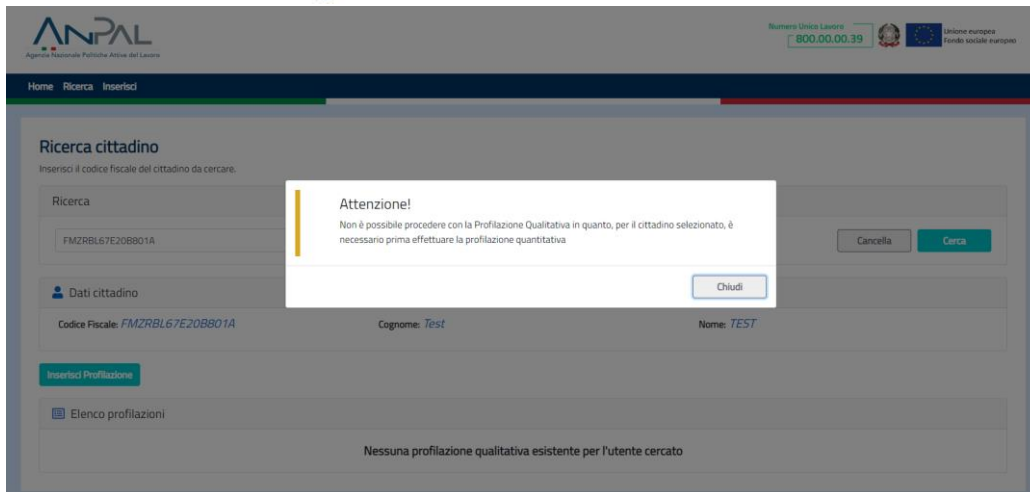 ANPAL
Agenzia Nazionale Politiche Attive del Lavoro
Numero Unico Lavoro
800.00.00.39
Unione europea
Fondo sociale europeo
Home Ricerca Inserisci
Ricerca cittadino
Inserisci il codice fiscale del cittadino da cercare.
Ricerca
FMZRBL67E20B801A
Cancella
Cerca
Attenzione!
Non è possibile procedere con la Profilazione Qualitativa in quanto, per il cittadino selezionato, è
necessario prima effettuare la profilazione quantitativa
Chiudi
Dati cittadino
Codice Fiscale: FMZRBL67E20B801A
Cognome: Test
Nome: TEST
Inserisci Profilazione
Elenco profilazioni
Nessuna profilazione qualitativa esistente per l'utente cercato